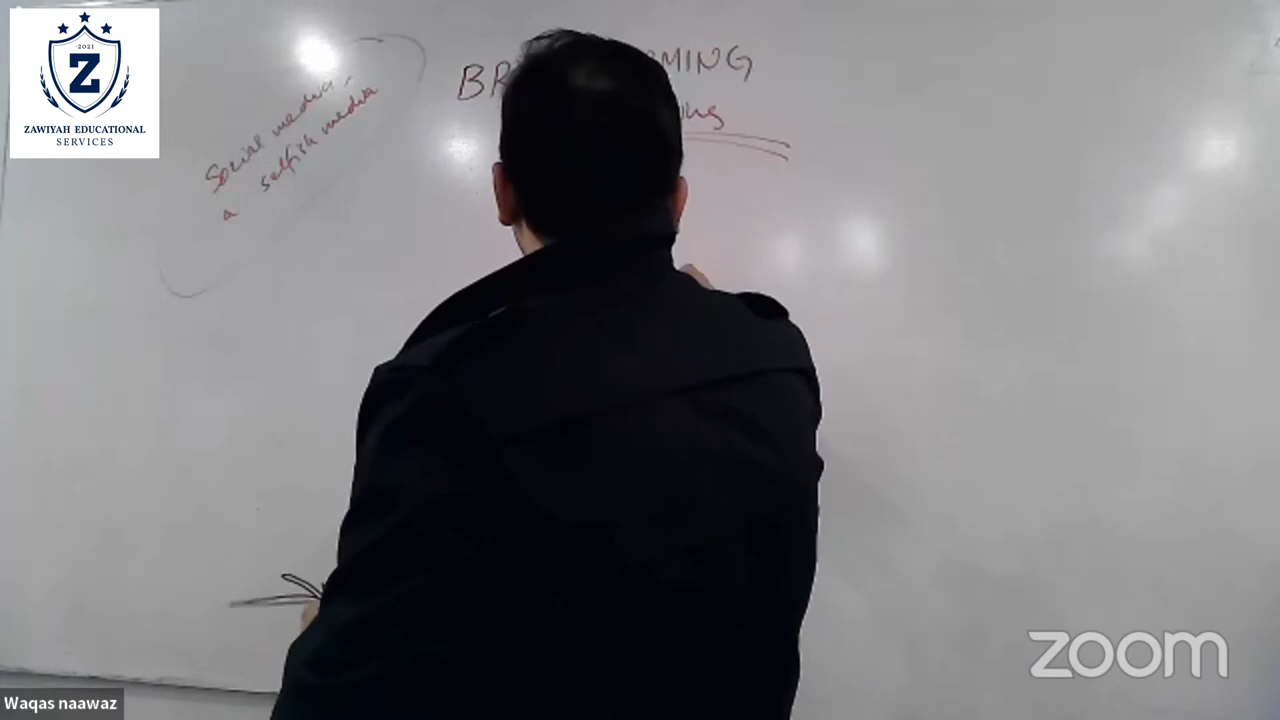 2021
Z
ZAWIYAH EDUCATIONAL
SERVICES
Social media,
a selfish media
BR MING
zoom
Waqas naawaz